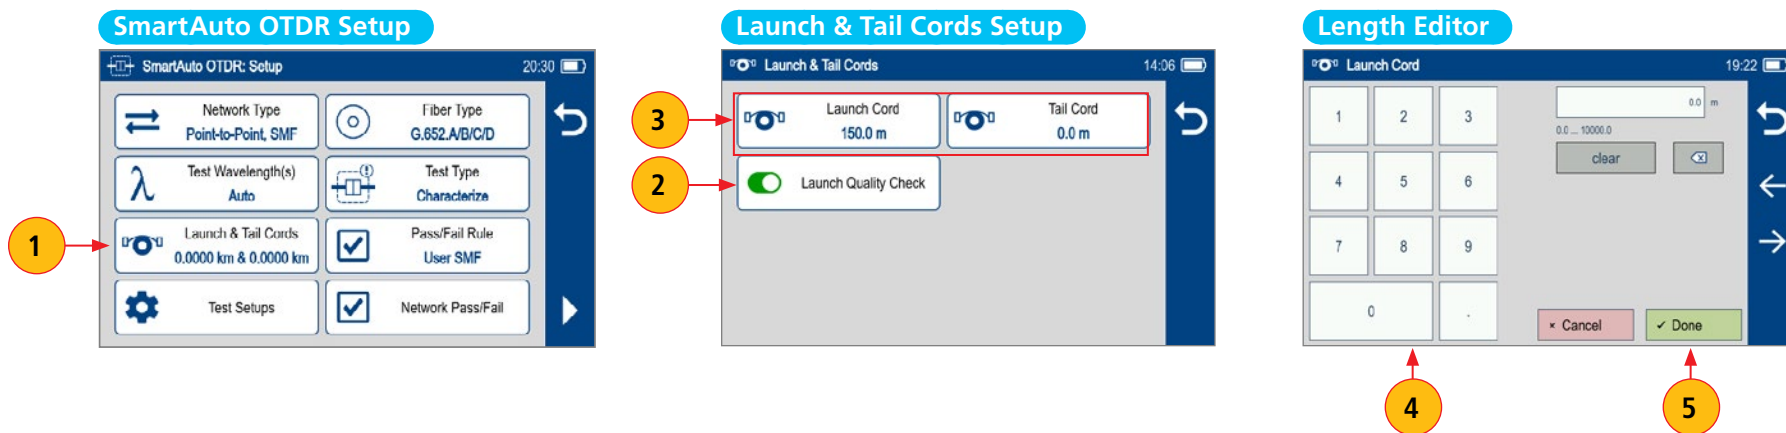 SmartAuto OTDR Setup
SmartAuto OTDR: Setup
20:30
Network Type
Point-to-Point, SMF
Fiber Type
G.652.A/B/C/D
Test Wavelength(s)
Auto
Test Type
Characterize
1
Launch & Tail Cords
0.0000 km & 0.0000 km
Pass/Fail Rule
User SMF
Test Setups
Network Pass/Fail
Launch & Tail Cords Setup
Launch & Tail Cords
14:06
3
Launch Cord
150.0 m
Tail Cord
0.0 m
2
Launch Quality Check
Length Editor
Launch Cord
19:22
1 2 3
0.0 m
0.0 ... 10000.0
clear
4 5 6
7 8 9
0 .
× Cancel
✓ Done
4
5